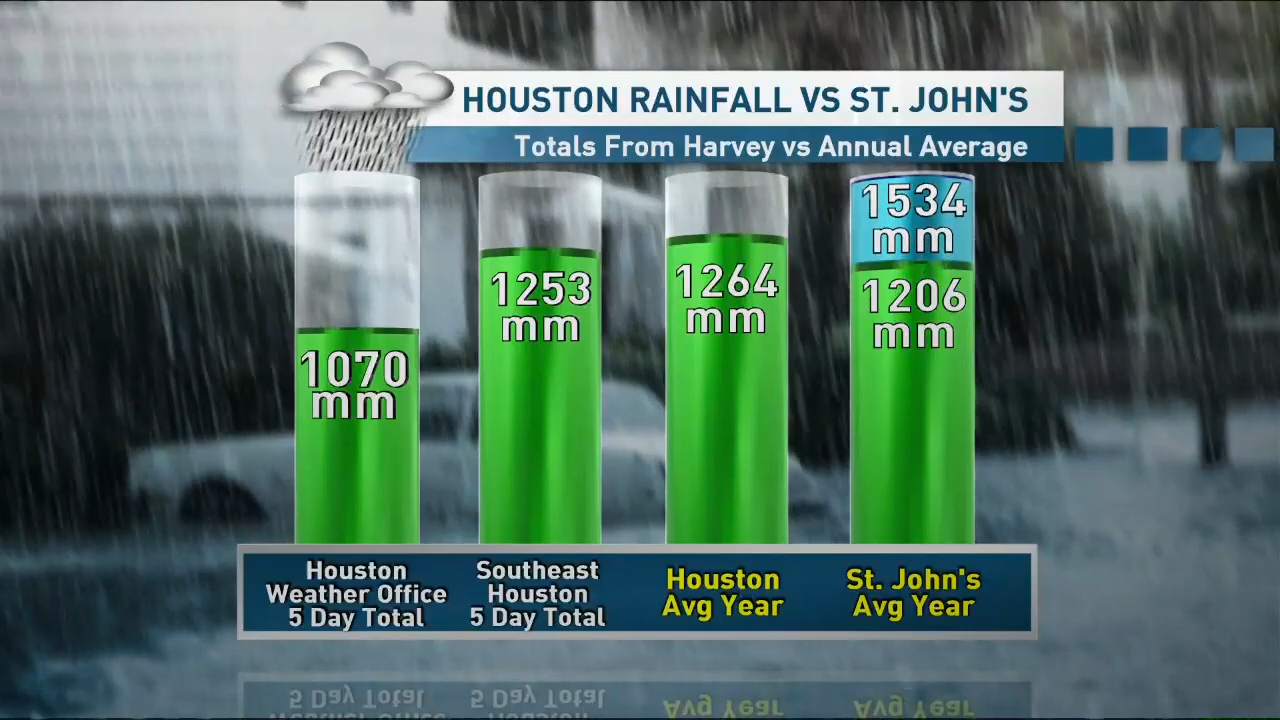 HOUSTON RAINFALL VS ST. JOHN'S
Totals From Harvey vs Annual Average
1070
mm
1253
mm
1264
mm
1534
mm
1206
mm
Houston
Weather Office
5 Day Total
Southeast
Houston
5 Day Total
Houston
Avg Year
St. John's
Avg Year